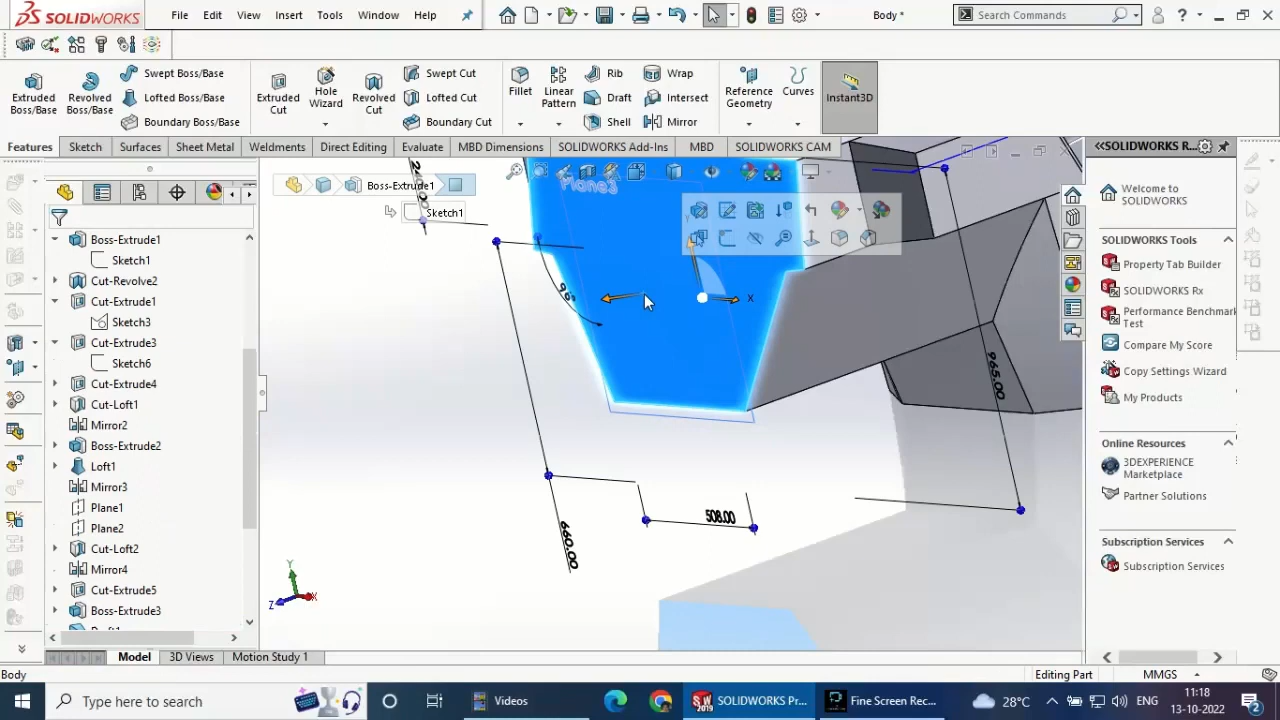 SOLIDWORKS File Edit View Insert Tools Window Help Body * Search Commands
Extruded Boss/Base Revolved Boss/Base Swept Boss/Base Lofted Boss/Base Boundary Boss/Base Extruded Cut Hole Wizard Revolved Cut Swept Cut Lofted Cut Boundary Cut Fillet Linear Pattern Rib Draft Shell Wrap Intersect Mirror Reference Geometry Curves Instant3D
Features Sketch Surfaces Sheet Metal Weldments Direct Editing Evaluate MBD Dimensions SOLIDWORKS Add-Ins MBD SOLIDWORKS CAM
Boss-Extrude1
Sketch1
Cut-Revolve2
Cut-Extrude1
Sketch3
Cut-Extrude3
Sketch6
Cut-Extrude4
Cut-Loft1
Mirror2
Boss-Extrude2
Loft1
Mirror3
Plane1
Plane2
Cut-Loft2
Mirror4
Cut-Extrude5
Boss-Extrude3
Boss-Extrude1
Sketch1
Plane3
X
965.00
508.00
660.00
Y
Z X
<<SOLIDWORKS R...
Welcome to
SOLIDWORKS
SOLIDWORKS Tools
Property Tab Builder
SOLIDWORKS Rx
Performance Benchmark
Test
Compare My Score
Copy Settings Wizard
My Products
Online Resources
3DEXPERIENCE
Marketplace
Partner Solutions
Subscription Services
Subscription Services
Model 3D Views Motion Study 1
Body Editing Part MMGS
Type here to search Videos SW 2019 SOLIDWORKS Pr... Fine Screen Rec... 28°C ENG 11:18
13-10-2022 2